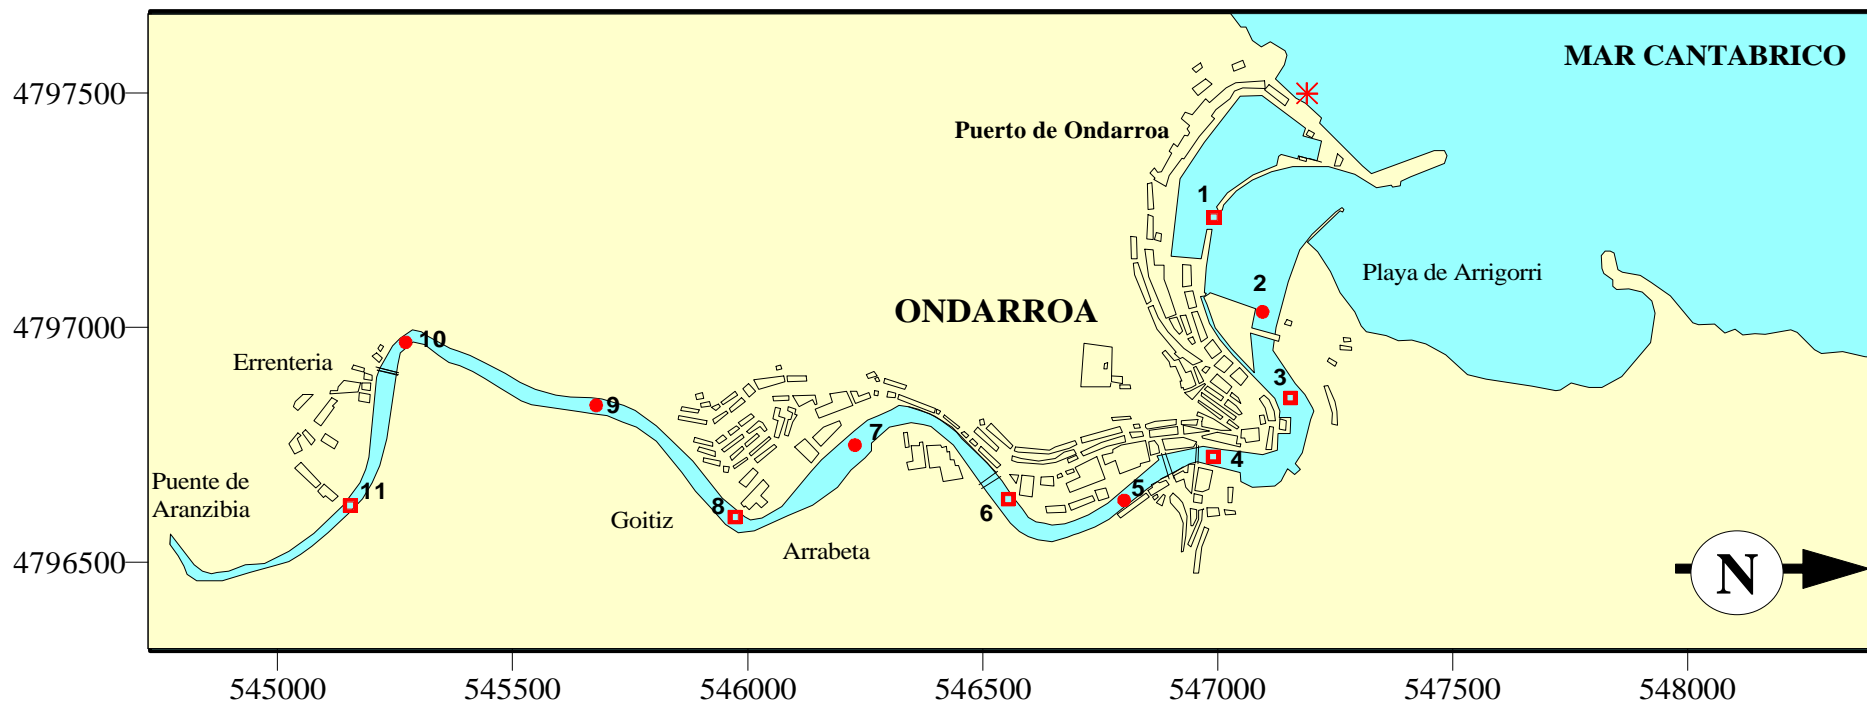 MAR CANTABRICO
4797500
Puerto de Ondarroa
1
Playa de Arrigorri
2
ONDARROA
4797000
10
Errenteria
3
9
7
4
Puente de
Aranzibia
11
5
8
6
Goitiz
Arrabeta
4796500
N
545000 545500 546000 546500 547000 547500 548000